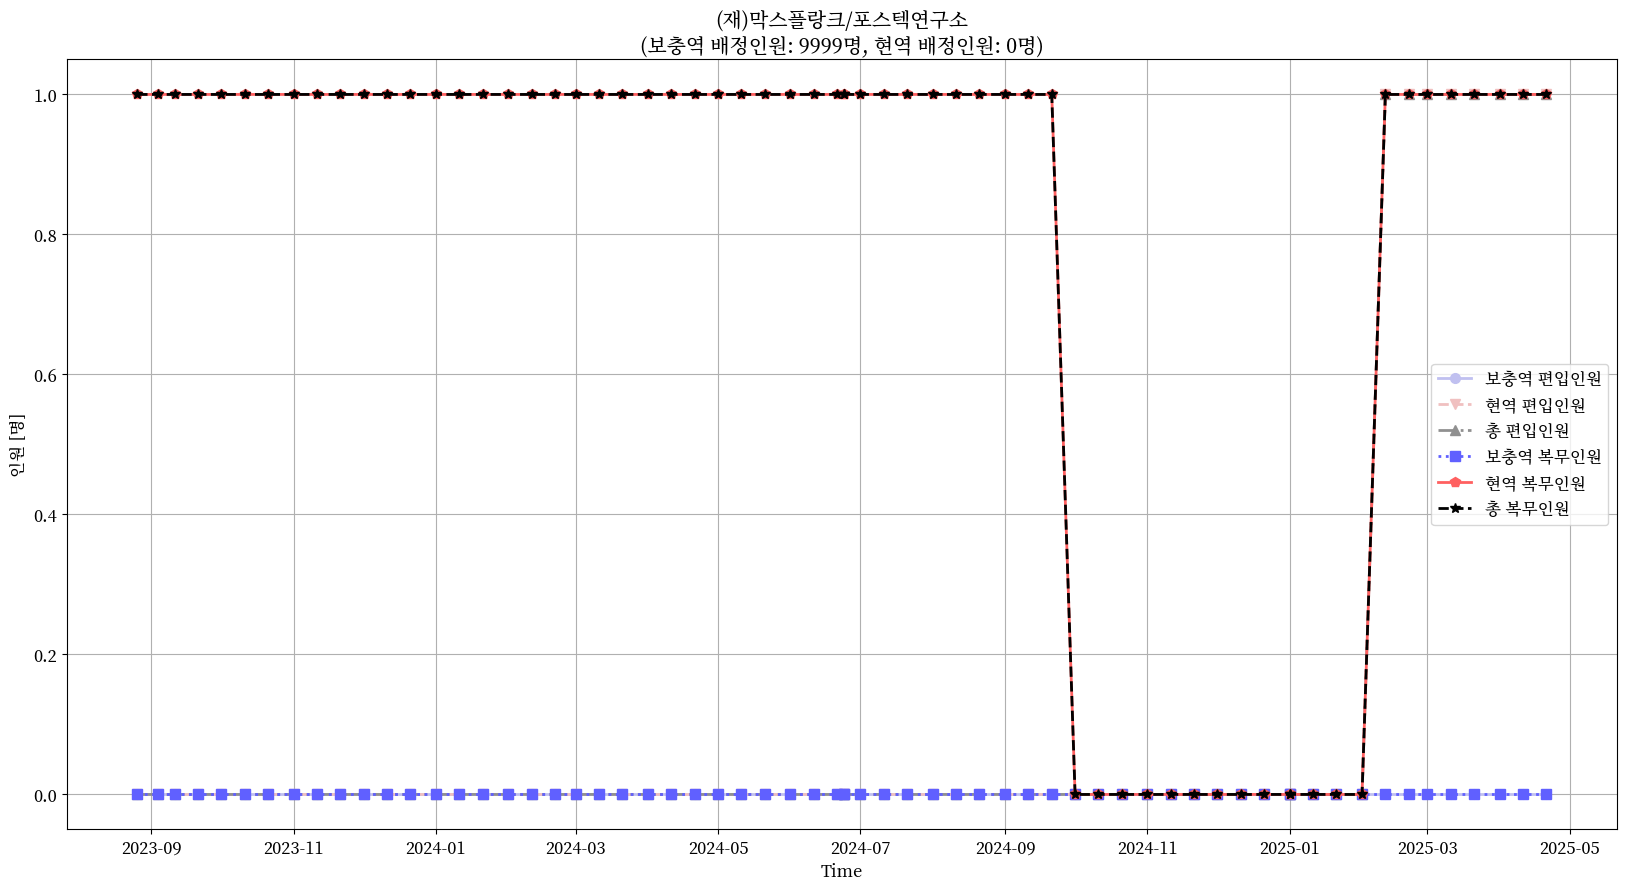 (재)막스플랑크/포스텍연구소
(보충역 배정인원: 9999명, 현역 배정인원: 0명)
인원 [명]
1.0
0.8
0.6
0.4
0.2
0.0
보충역 편입인원
현역 편입인원
총 편입인원
보충역 복무인원
현역 복무인원
총 복무인원
2023-09 2023-11 2024-01 2024-03 2024-05 2024-07 2024-09 2024-11 2025-01 2025-03 2025-05
Time